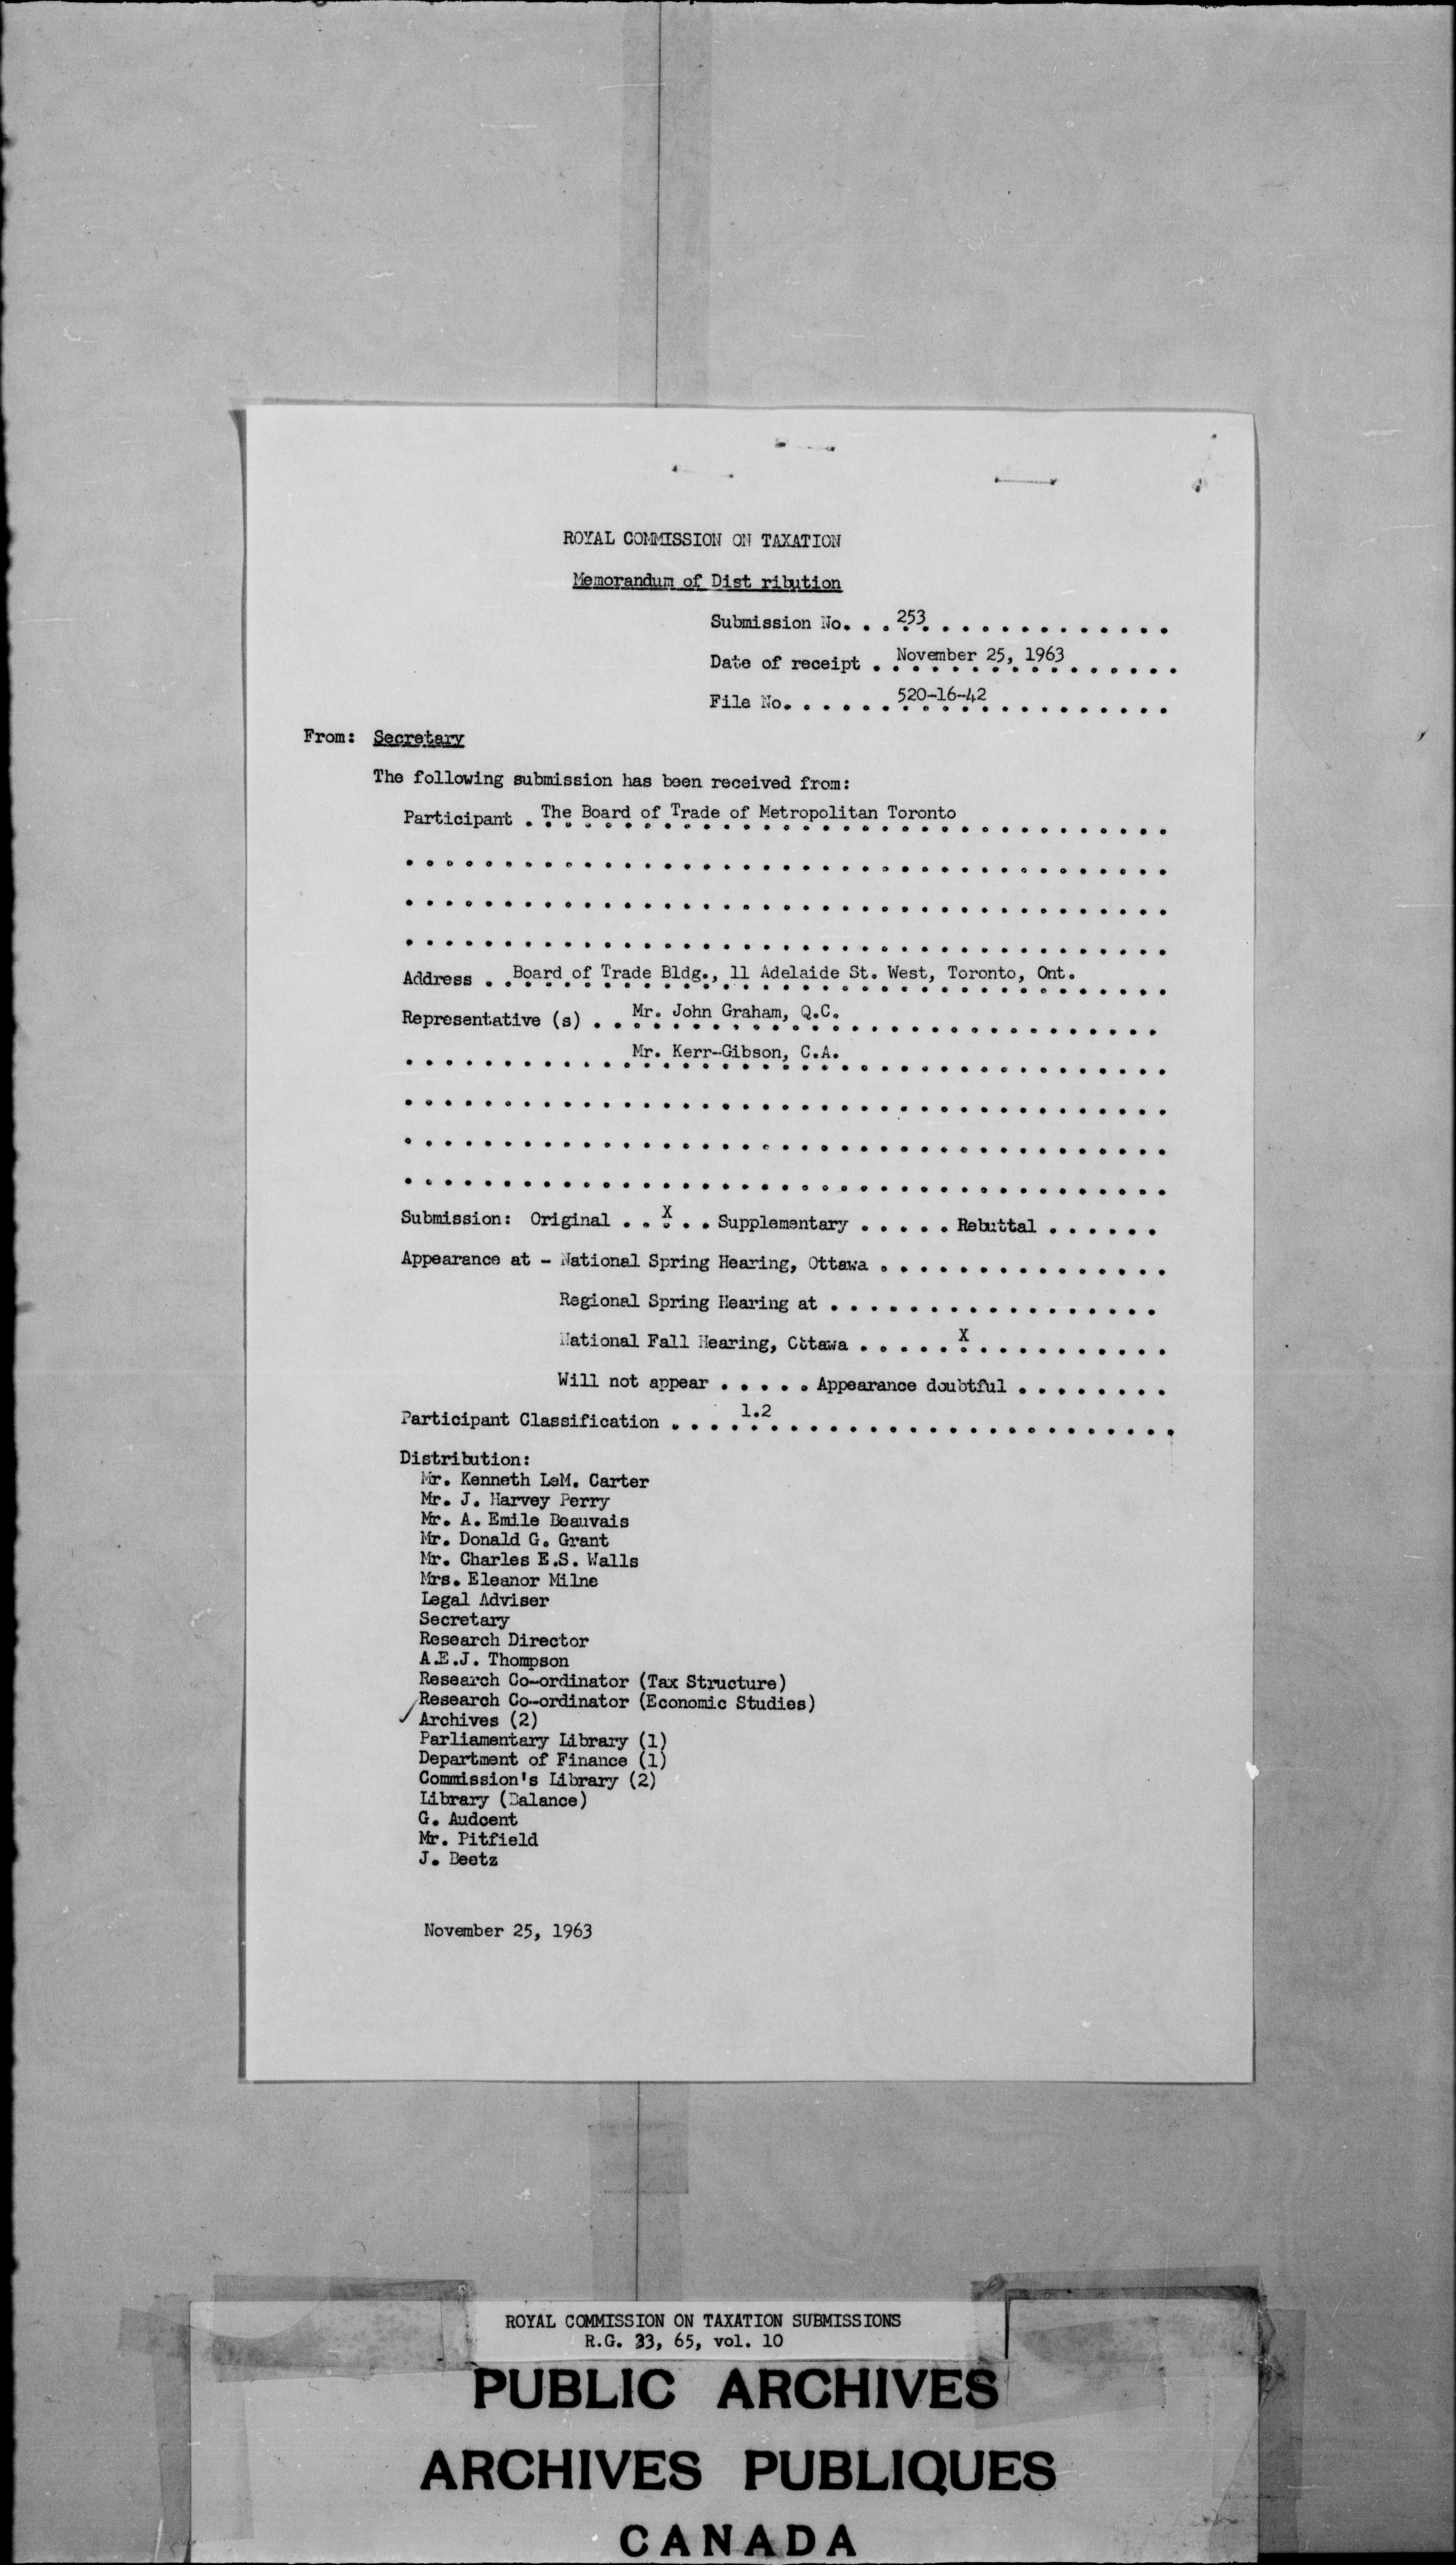 ROYAL COMMISSION ON TAXATION
Memorandum of Dist ribution
Submission No. . . 253 . . . . . . . . . . . . .
Date of receipt . November 25, 1963 . . . . . .
File No. . . . . . 520-16-42 . . . . . . . . . .
From: Secretary
The following submission has been received from:
Participant . The Board of Trade of Metropolitan Toronto . . . . . . . . . . .
Address . . Board of Trade Bldg., 11 Adelaide St. West, Toronto, Ont. . . . . .
Representative (s) . . Mr. John Graham, Q.C. . . . . . . . . . . . . . . . .
. . . . . . . . . . . Mr. Kerr-Gibson, C.A. . . . . . . . . . . . . . . . . .
Submission: Original . . X . . Supplementary . . . . . Rebuttal . . . . . .
Appearance at - National Spring Hearing, Ottawa . . . . . . . . . . . . . . .
Regional Spring Hearing at . . . . . . . . . . . . . . . . .
National Fall Hearing, Ottawa . . . . . X . . . . . . . . . .
Will not appear . . . . . Appearance doubtful . . . . . . . .
Participant Classification . . . . 1.2 . . . . . . . . . . . . . . . . . . . .
Distribution:
Mr. Kenneth LeM. Carter
Mr. J. Harvey Perry
Mr. A. Emile Beauvais
Mr. Donald G. Grant
Mr. Charles E.S. Walls
Mrs. Eleanor Milne
Legal Adviser
Secretary
Research Director
A.E.J. Thompson
Research Co-ordinator (Tax Structure)
Research Co-ordinator (Economic Studies)
✓ Archives (2)
Parliamentary Library (1)
Department of Finance (1)
Commission's Library (2)
Library (Balance)
G. Audcent
Mr. Pitfield
J. Beetz
November 25, 1963
ROYAL COMMISSION ON TAXATION SUBMISSIONS
R.G. 33, 65, vol. 10
PUBLIC ARCHIVES
ARCHIVES PUBLIQUES
CANADA